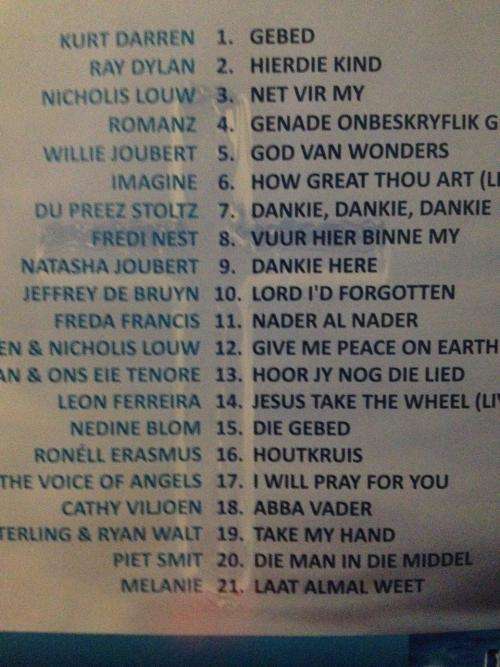 KURT DARREN 1. GEBED
RAY DYLAN 2. HIERDIE KIND
NICHOLIS LOUW 3. NET VIR MY
ROMANZ 4. GENADE ONBESKRYFLIK G
WILLIE JOUBERT 5. GOD VAN WONDERS
IMAGINE 6. HOW GREAT THOU ART (LI
DU PREEZ STOLTZ 7. DANKIE, DANKIE, DANKIE
FREDI NEST 8. VUUR HIER BINNE MY
NATASHA JOUBERT 9. DANKIE HERE
JEFFREY DE BRUYN 10. LORD I'D FORGOTTEN
FREDA FRANCIS 11. NADER AL NADER
EN & NICHOLIS LOUW 12. GIVE ME PEACE ON EARTH
AN & ONS EIE TENORE 13. HOOR JY NOG DIE LIED
LEON FERREIRA 14. JESUS TAKE THE WHEEL (LIV
NEDINE BLOM 15. DIE GEBED
RONÉLL ERASMUS 16. HOUTKRUIS
THE VOICE OF ANGELS 17. I WILL PRAY FOR YOU
CATHY VILJOEN 18. ABBA VADER
TERLING & RYAN WALT 19. TAKE MY HAND
PIET SMIT 20. DIE MAN IN DIE MIDDEL
MELANIE 21. LAAT ALMAL WEET